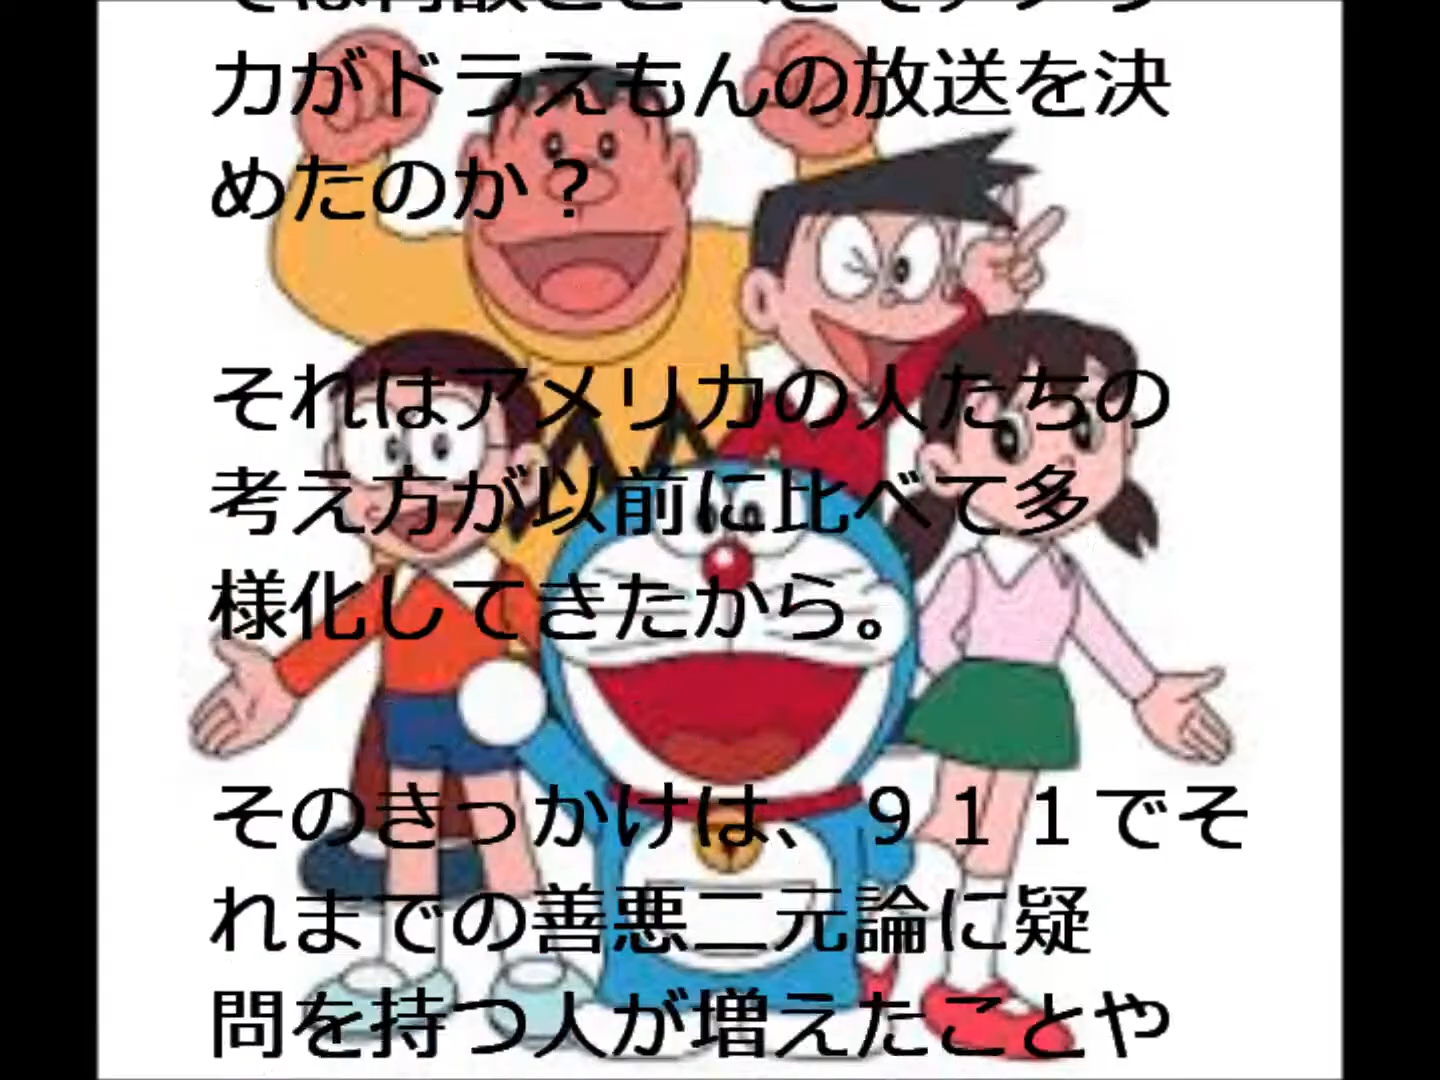 カがドラえもんの放送を決
めたのか？
それはアメリカの人たちの
考え方が以前に比べて多
様化してきたから。
そのきっかけは、９１１でそ
れまでの善悪二元論に疑
問を持つ人が増えたことや